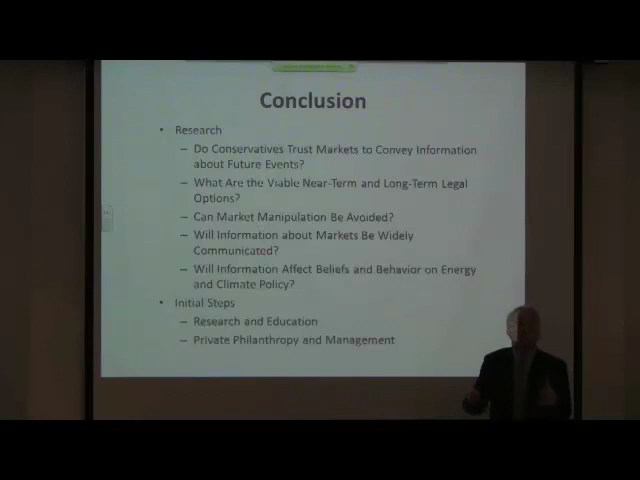 Conclusion
• Research
– Do Conservatives Trust Markets to Convey Information
about Future Events?
– What Are the Viable Near-Term and Long-Term Legal
Options?
– Can Market Manipulation Be Avoided?
– Will Information about Markets Be Widely
Communicated?
– Will Information Affect Beliefs and Behavior on Energy
and Climate Policy?
• Initial Steps
– Research and Education
– Private Philanthropy and Management